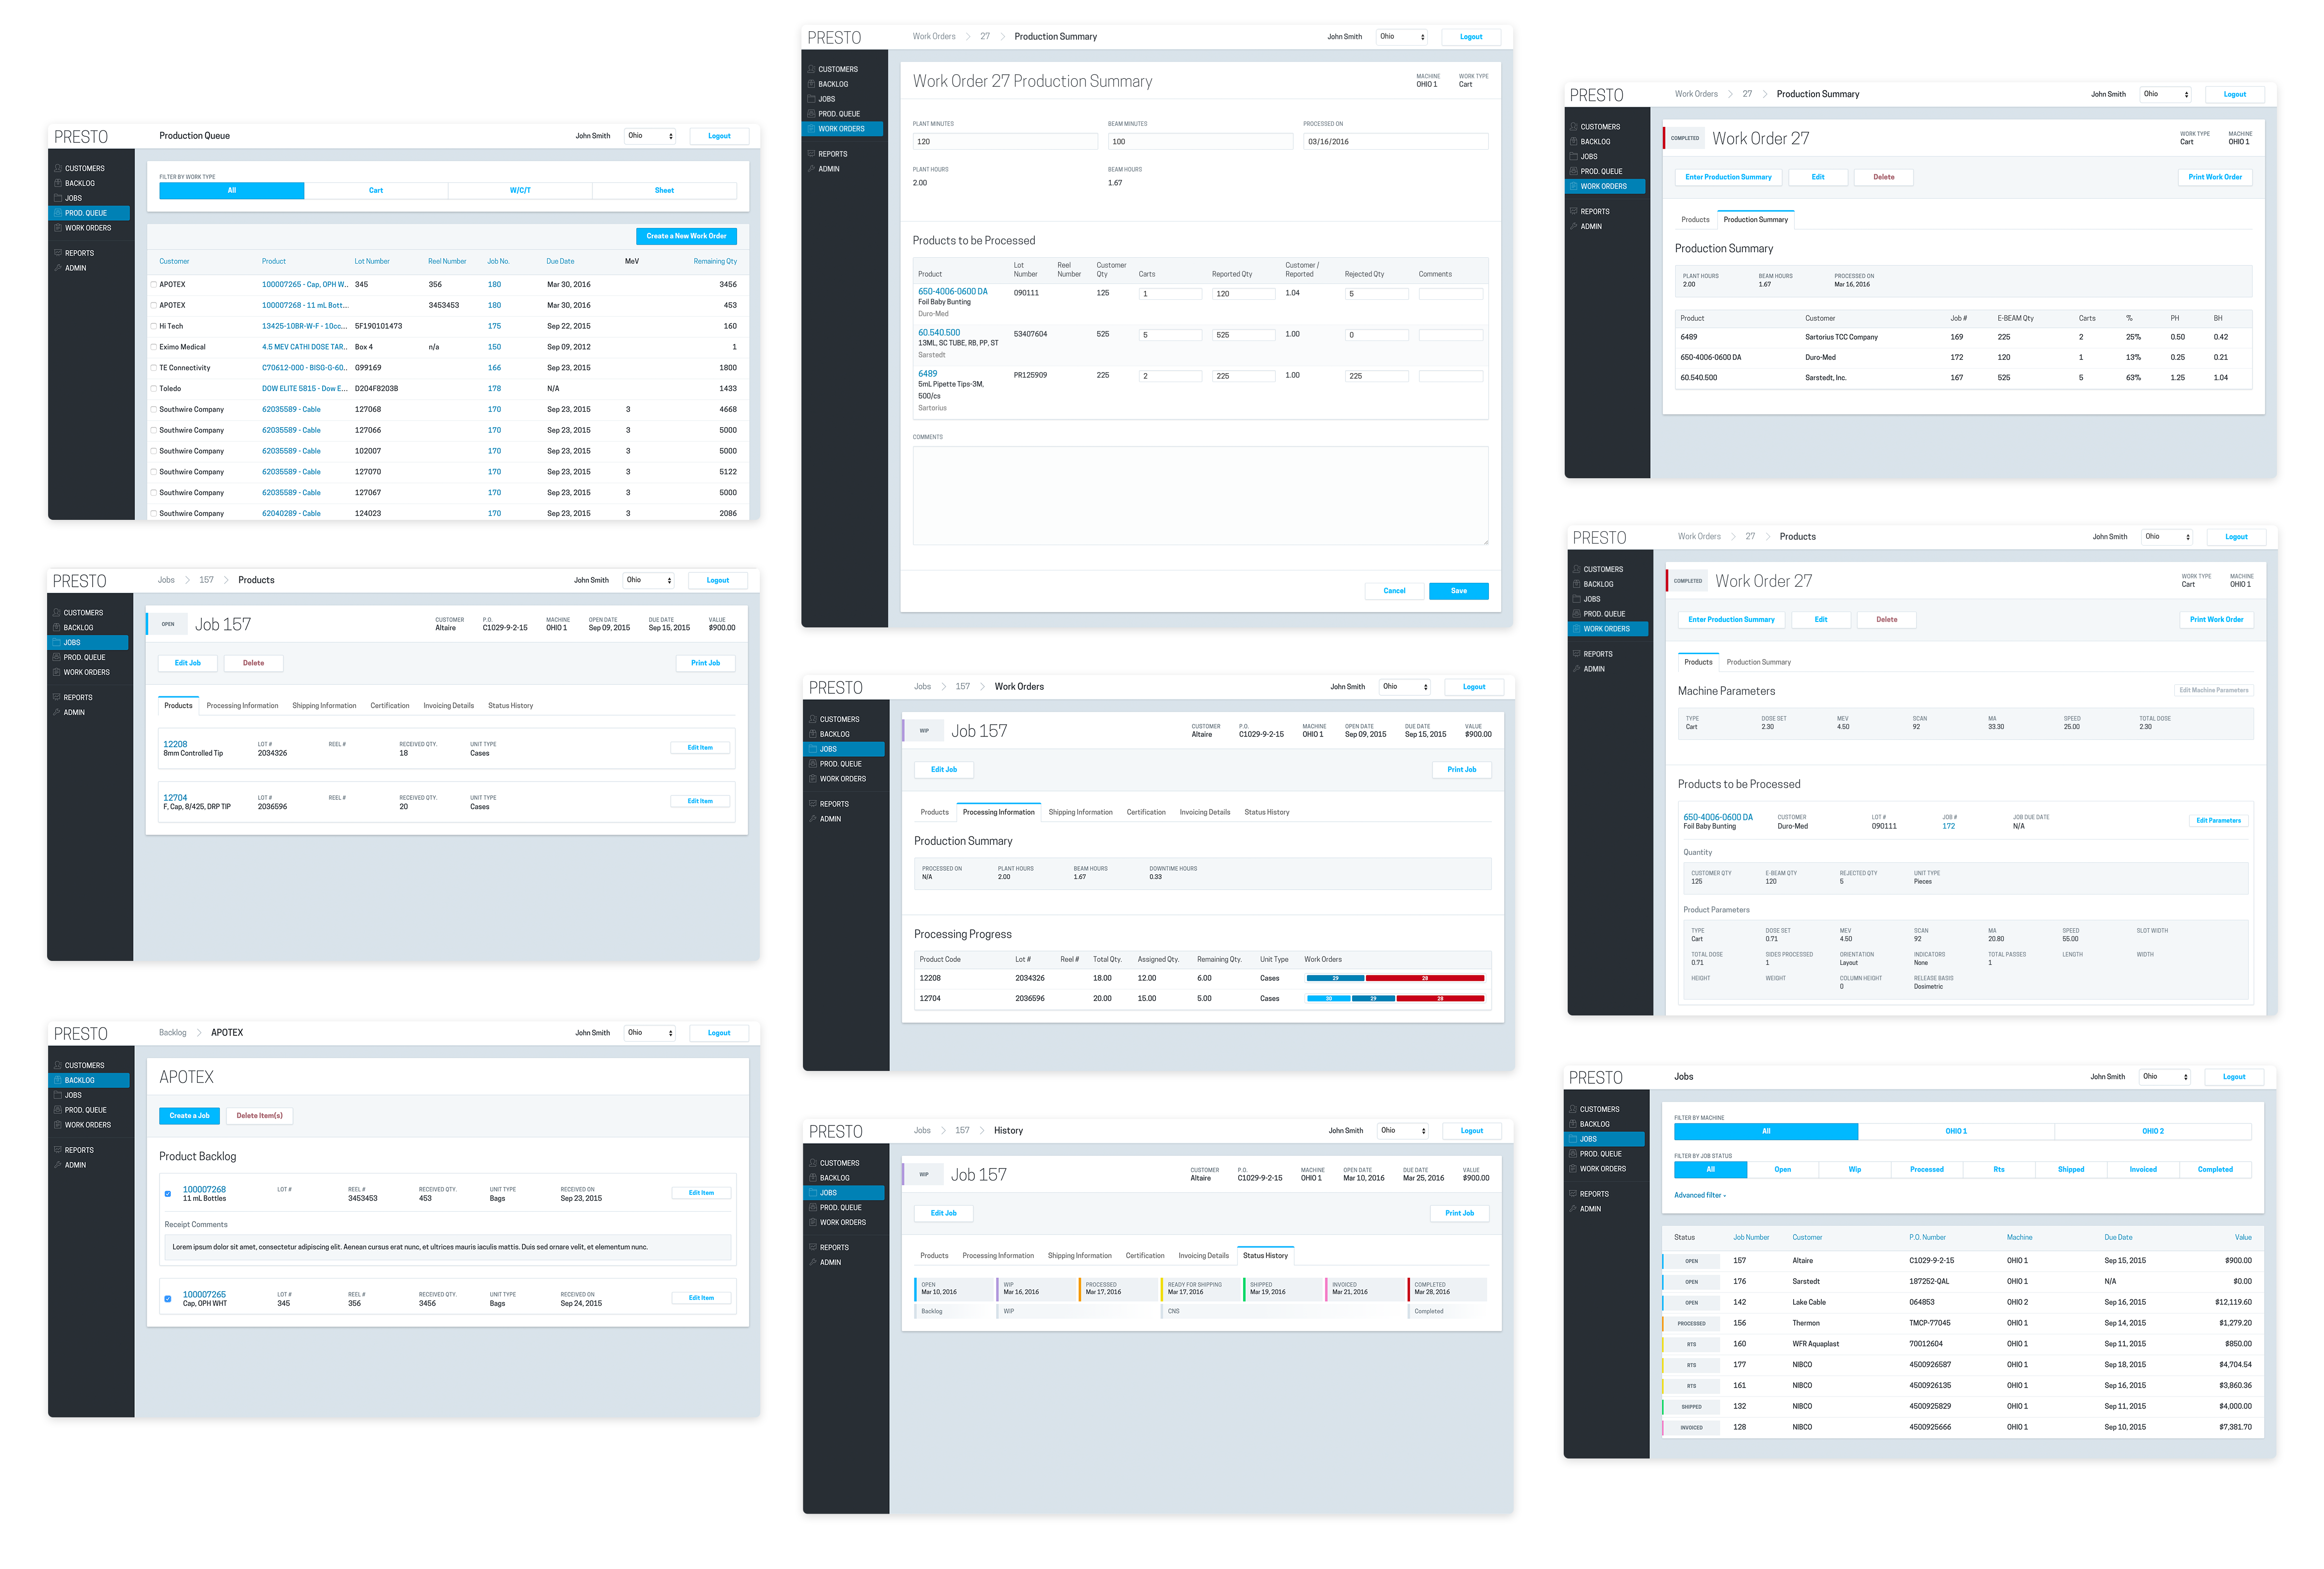 PRESTO
Production Queue
John Smith
Ohio
Logout
CUSTOMERS
BACKLOG
JOBS
PROD. QUEUE
WORK ORDERS
REPORTS
ADMIN
FILTER BY WORK TYPE
All Cart W/C/T Sheet
Create a New Work Order
Customer Product Lot Number Reel Number Job No. Due Date MeV Remaining Qty
APOTEX 100007265 - Cap, OPH W... 345 356 180 Mar 30, 2016 3456
APOTEX 100007268 - 11 mL Bott... 3453453 180 Mar 30, 2016 453
Hi Tech 13425-10BR-W-F - 10cc... 5F190101473 175 Sep 22, 2015 160
Eximo Medical 4.5 MEV CATHI DOSE TAR... Box 4 n/a 150 Sep 09, 2012 1
TE Connectivity C70612-000 - BISG-G-60... G99169 166 Sep 23, 2015 1800
Toledo DOW ELITE 5815 - Dow E... D204F8203B 178 N/A 1433
Southwire Company 62035589 - Cable 127068 170 Sep 23, 2015 3 4668
Southwire Company 62035589 - Cable 127066 170 Sep 23, 2015 3 5000
Southwire Company 62035589 - Cable 102007 170 Sep 23, 2015 3 5000
Southwire Company 62035589 - Cable 127070 170 Sep 23, 2015 3 5122
Southwire Company 62035589 - Cable 127067 170 Sep 23, 2015 3 5000
Southwire Company 62040289 - Cable 124023 170 Sep 23, 2015 3 2086
PRESTO
Jobs 157 Products
John Smith
Ohio
Logout
CUSTOMERS
BACKLOG
JOBS
PROD. QUEUE
WORK ORDERS
REPORTS
ADMIN
OPEN
Job 157
CUSTOMER P.O. MACHINE OPEN DATE DUE DATE VALUE
Altaire C1029-9-2-15 OHIO 1 Sep 09, 2015 Sep 15, 2015 $900.00
Edit Job Delete Print Job
Products Processing Information Shipping Information Certification Invoicing Details Status History
12208 LOT # REEL # RECEIVED QTY. UNIT TYPE
8mm Controlled Tip 2034326 18 Cases
Edit Item
12704 LOT # REEL # RECEIVED QTY. UNIT TYPE
F, Cap, 8/425, DRP TIP 2036596 20 Cases
Edit Item
PRESTO
Backlog APOTEX
John Smith
Ohio
Logout
CUSTOMERS
BACKLOG
JOBS
PROD. QUEUE
WORK ORDERS
REPORTS
ADMIN
APOTEX
Create a Job Delete Item(s)
Product Backlog
100007268 LOT # REEL # RECEIVED QTY. UNIT TYPE RECEIVED ON
11 mL Bottles 3453453 453 Bags Sep 23, 2015
Edit Item
Receipt Comments
Lorem ipsum dolor sit amet, consectetur adipiscing elit. Aenean cursus erat nunc, et ultrices mauris iaculis mattis. Duis sed ornare velit, et elementum nunc.
100007265 LOT # REEL # RECEIVED QTY. UNIT TYPE RECEIVED ON
Cap, OPH WHT 345 356 3456 Bags Sep 24, 2015
Edit Item
PRESTO
Work Orders 27 Production Summary
John Smith
Ohio
Logout
CUSTOMERS
BACKLOG
JOBS
PROD. QUEUE
WORK ORDERS
REPORTS
ADMIN
Work Order 27 Production Summary
MACHINE WORK TYPE
OHIO 1 Cart
PLANT MINUTES BEAM MINUTES PROCESSED ON
120 100 03/16/2016
PLANT HOURS BEAM HOURS
2.00 1.67
Products to be Processed
Product Lot Number Reel Number Customer Qty Carts Reported Qty Customer / Reported Rejected Qty Comments
650-4006-0600 DA 090111 125 1 120 1.04 5
Foil Baby Bunting
Duro-Med
60.540.500 53407604 525 5 525 1.00 0
13ML, SC TUBE, RB, PP, ST
Sarstedt
6489 PR125909 225 2 225 1.00 225
5mL Pipette Tips-3M,
500/cs
Sartorius
COMMENTS
Cancel Save
PRESTO
Jobs 157 Work Orders
John Smith
Ohio
Logout
CUSTOMERS
BACKLOG
JOBS
PROD. QUEUE
WORK ORDERS
REPORTS
ADMIN
WIP
Job 157
CUSTOMER P.O. MACHINE OPEN DATE DUE DATE VALUE
Altaire C1029-9-2-15 OHIO 1 Sep 09, 2015 Sep 15, 2015 $900.00
Edit Job Print Job
Products Processing Information Shipping Information Certification Invoicing Details Status History
Production Summary
PROCESSED ON PLANT HOURS BEAM HOURS DOWNTIME HOURS
N/A 2.00 1.67 0.33
Processing Progress
Product Code Lot # Reel # Total Qty. Assigned Qty. Remaining Qty. Unit Type Work Orders
12208 2034326 18.00 12.00 6.00 Cases 29 28
12704 2036596 20.00 15.00 5.00 Cases 30 29 28
PRESTO
Jobs 157 History
John Smith
Ohio
Logout
CUSTOMERS
BACKLOG
JOBS
PROD. QUEUE
WORK ORDERS
REPORTS
ADMIN
WIP
Job 157
CUSTOMER P.O. MACHINE OPEN DATE DUE DATE VALUE
Altaire C1029-9-2-15 OHIO 1 Mar 10, 2016 Mar 25, 2016 $900.00
Edit Job Print Job
Products Processing Information Shipping Information Certification Invoicing Details Status History
OPEN WIP PROCESSED READY FOR SHIPPING SHIPPED INVOICED COMPLETED
Mar 10, 2016 Mar 16, 2016 Mar 17, 2016 Mar 17, 2016 Mar 19, 2016 Mar 21, 2016 Mar 28, 2016
Backlog WIP CNS Completed
PRESTO
Work Orders 27 Production Summary
John Smith
Ohio
Logout
CUSTOMERS
BACKLOG
JOBS
PROD. QUEUE
WORK ORDERS
REPORTS
ADMIN
COMPLETED
Work Order 27
WORK TYPE MACHINE
Cart OHIO 1
Enter Production Summary Edit Delete Print Work Order
Products Production Summary
Production Summary
PLANT HOURS BEAM HOURS PROCESSED ON
2.00 1.67 Mar 16, 2016
Product Customer Job # E-BEAM Qty Carts % PH BH
6489 Sartorius TCC Company 169 225 2 25% 0.50 0.42
650-4006-0600 DA Duro-Med 172 120 1 13% 0.25 0.21
60.540.500 Sarstedt, Inc. 167 525 5 63% 1.25 1.04
PRESTO
Work Orders 27 Products
John Smith
Ohio
Logout
CUSTOMERS
BACKLOG
JOBS
PROD. QUEUE
WORK ORDERS
REPORTS
ADMIN
COMPLETED
Work Order 27
WORK TYPE MACHINE
Cart OHIO 1
Enter Production Summary Edit Delete Print Work Order
Products Production Summary
Machine Parameters
Edit Machine Parameters
TYPE DOSE SET MEV SCAN MA SPEED TOTAL DOSE
Cart 2.30 4.50 92 33.30 25.00 2.30
Products to be Processed
650-4006-0600 DA CUSTOMER LOT # JOB # JOB DUE DATE
Foil Baby Bunting Duro-Med 090111 172 N/A
Edit Parameters
Quantity
CUSTOMER QTY E-BEAM QTY REJECTED QTY UNIT TYPE
125 120 5 Pieces
Product Parameters
TYPE DOSE SET MEV SCAN MA SPEED SLOT WIDTH
Cart 0.71 4.50 92 20.80 55.00
TOTAL DOSE SIDES PROCESSED ORIENTATION INDICATORS TOTAL PASSES LENGTH WIDTH
0.71 1 Layout None 1
HEIGHT WEIGHT COLUMN HEIGHT RELEASE BASIS
0 Dosimetric
PRESTO
Jobs
John Smith
Ohio
Logout
CUSTOMERS
BACKLOG
JOBS
PROD. QUEUE
WORK ORDERS
REPORTS
ADMIN
FILTER BY MACHINE
All OHIO 1 OHIO 2
FILTER BY JOB STATUS
All Open Wip Processed Rts Shipped Invoiced Completed
Advanced filter
Status Job Number Customer P.O. Number Machine Due Date Value
OPEN 157 Altaire C1029-9-2-15 OHIO 1 Sep 15, 2015 $900.00
OPEN 176 Sarstedt 187252-QAL OHIO 1 N/A $0.00
OPEN 142 Lake Cable 064853 OHIO 2 Sep 16, 2015 $12,119.60
PROCESSED 156 Thermon TMCP-77045 OHIO 1 Sep 14, 2015 $1,279.20
RTS 160 WFR Aquaplast 70012604 OHIO 1 Sep 11, 2015 $850.00
RTS 177 NIBCO 4500926587 OHIO 1 Sep 18, 2015 $4,704.54
RTS 161 NIBCO 4500926135 OHIO 1 Sep 16, 2015 $3,860.36
SHIPPED 132 NIBCO 4500925829 OHIO 1 Sep 11, 2015 $4,000.00
INVOICED 128 NIBCO 4500925666 OHIO 1 Sep 10, 2015 $7,381.70